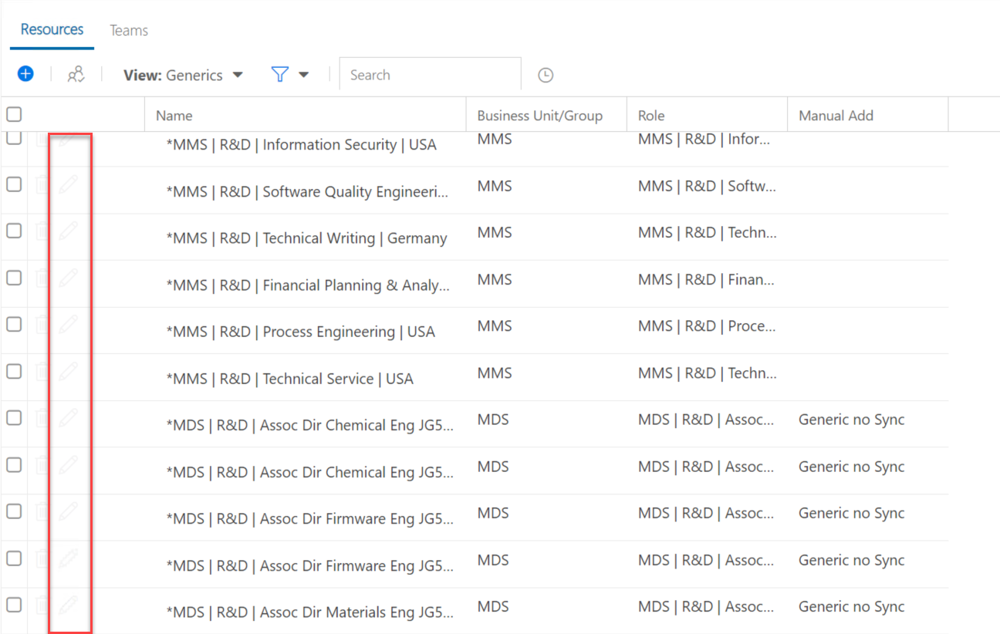 Resources Teams
View: Generics Search
Name Business Unit/Group Role Manual Add
*MMS | R&D | Information Security | USA MMS MMS | R&D | Infor...
*MMS | R&D | Software Quality Engineeri... MMS MMS | R&D | Softw...
*MMS | R&D | Technical Writing | Germany MMS MMS | R&D | Techn...
*MMS | R&D | Financial Planning & Analy... MMS MMS | R&D | Finan...
*MMS | R&D | Process Engineering | USA MMS MMS | R&D | Proce...
*MMS | R&D | Technical Service | USA MMS MMS | R&D | Techn...
*MDS | R&D | Assoc Dir Chemical Eng JG5... MDS MDS | R&D | Assoc... Generic no Sync
*MDS | R&D | Assoc Dir Chemical Eng JG5... MDS MDS | R&D | Assoc... Generic no Sync
*MDS | R&D | Assoc Dir Firmware Eng JG5... MDS MDS | R&D | Assoc... Generic no Sync
*MDS | R&D | Assoc Dir Firmware Eng JG5... MDS MDS | R&D | Assoc... Generic no Sync
*MDS | R&D | Assoc Dir Materials Eng JG5... MDS MDS | R&D | Assoc... Generic no Sync